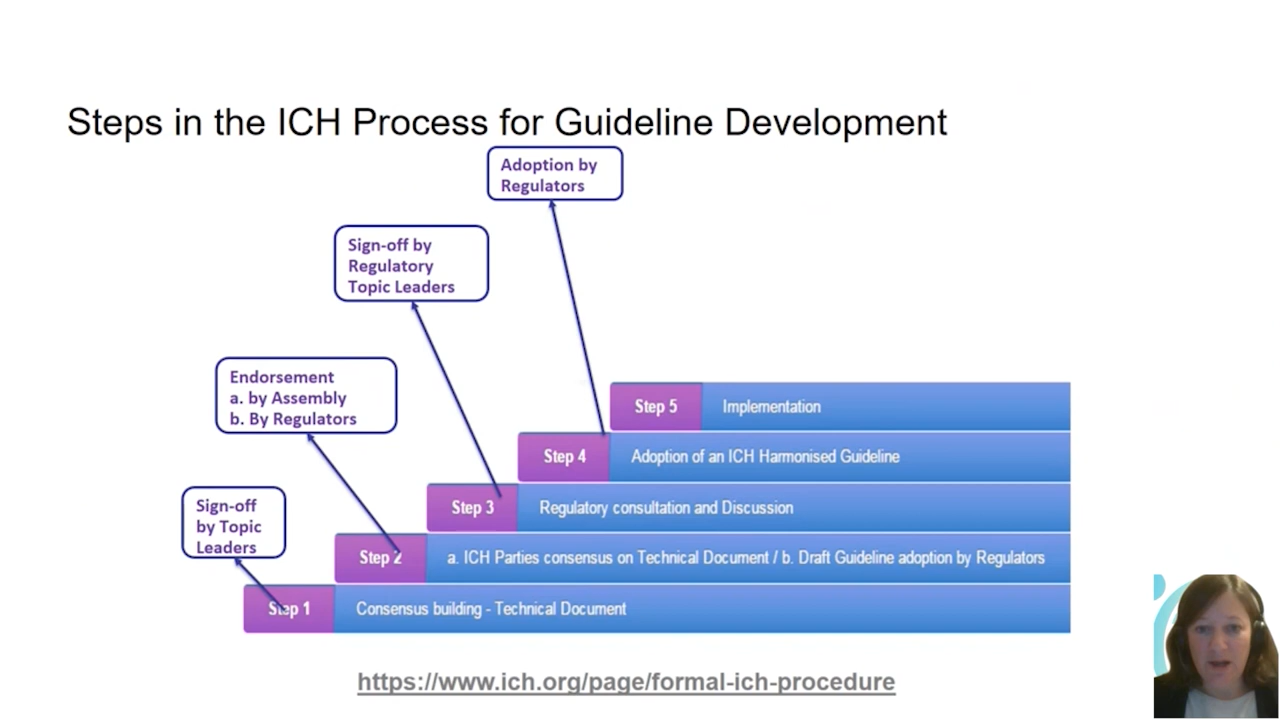 Steps in the ICH Process for Guideline Development
Adoption by
Regulators
Sign-off by
Regulatory
Topic Leaders
Endorsement
a. by Assembly
b. By Regulators
Sign-off
by Topic
Leaders
Step 5 Implementation
Step 4 Adoption of an ICH Harmonised Guideline
Step 3 Regulatory consultation and Discussion
Step 2 a. ICH Parties consensus on Technical Document / b. Draft Guideline adoption by Regulators
Step 1 Consensus building - Technical Document
https://www.ich.org/page/formal-ich-procedure